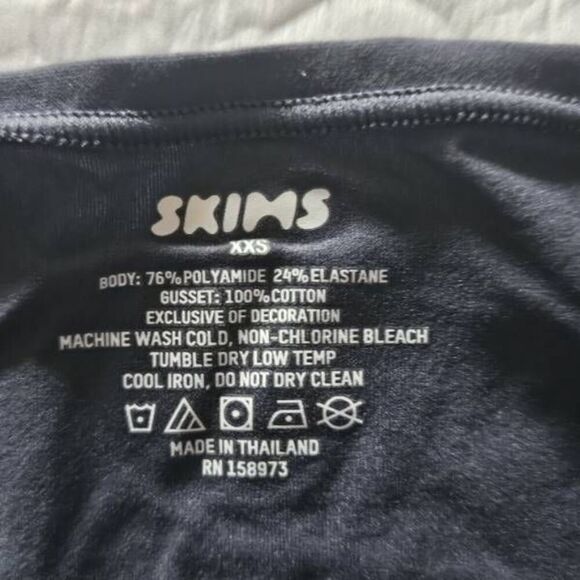 SKIMS
XXS
BODY: 76% POLYAMIDE 24% ELASTANE
GUSSET: 100% COTTON
EXCLUSIVE OF DECORATION
MACHINE WASH COLD, NON-CHLORINE BLEACH
TUMBLE DRY LOW TEMP
COOL IRON, DO NOT DRY CLEAN
MADE IN THAILAND
RN 158973